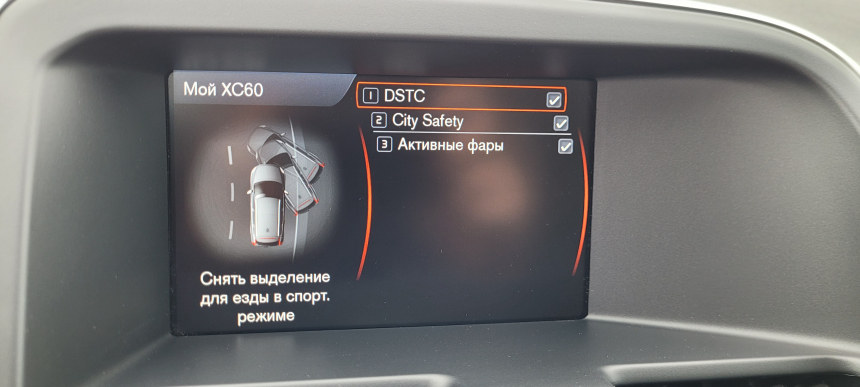 Мой XC60
1 DSTC
2 City Safety
3 Активные фары
Снять выделение
для езды в спорт.
режиме